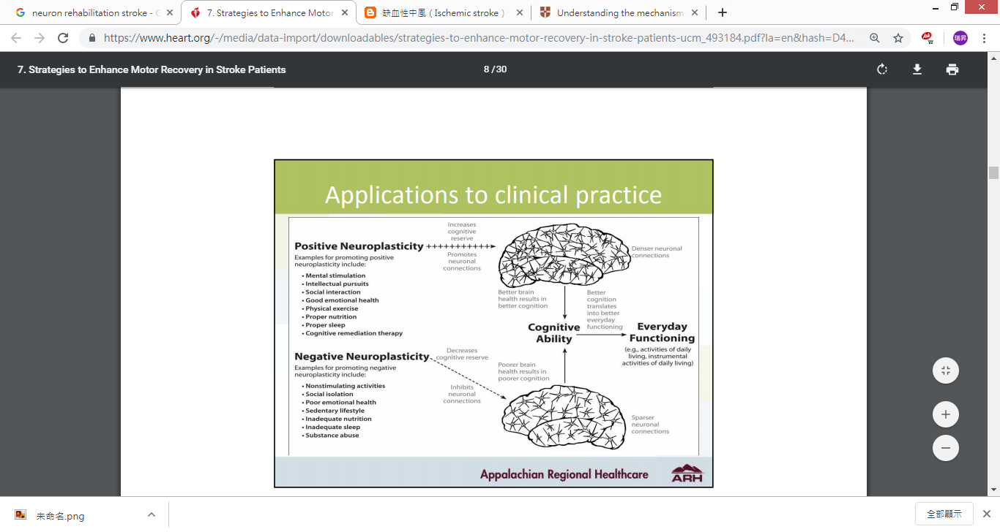 neuron rehabilitation stroke - G
7. Strategies to Enhance Motor
缺血性中風 ( Ischemic stroke )
Understanding the mechanism
https://www.heart.org/-/media/data-import/downloadables/strategies-to-enhance-motor-recovery-in-stroke-patients-ucm_493184.pdf?la=en&hash=D4...
瑞昇
7. Strategies to Enhance Motor Recovery in Stroke Patients
8 / 30
Applications to clinical practice
Increases
cognitive
reserve
Positive Neuroplasticity
Promotes
neuronal
connections
Examples for promoting positive
neuroplasticity include:
• Mental stimulation
• Intellectual pursuits
• Social interaction
• Good emotional health
• Physical exercise
• Proper nutrition
• Proper sleep
• Cognitive remediation therapy
Denser neuronal
connections
Better brain
health results in
better cognition
Better
cognition
translates
into better
everyday
functioning
Cognitive
Ability
Everyday
Functioning
(e.g., activities of daily
living, instrumental
activities of daily living)
Negative Neuroplasticity
Decreases
cognitive reserve
Examples for promoting negative
neuroplasticity include:
• Nonstimulating activities
• Social isolation
• Poor emotional health
• Sedentary lifestyle
• Inadequate nutrition
• Inadequate sleep
• Substance abuse
Inhibits
neuronal
connections
Poorer brain
health results in
poorer cognition
Sparser
neuronal
connections
Appalachian Regional Healthcare
ARH
未命名.png
全部顯示